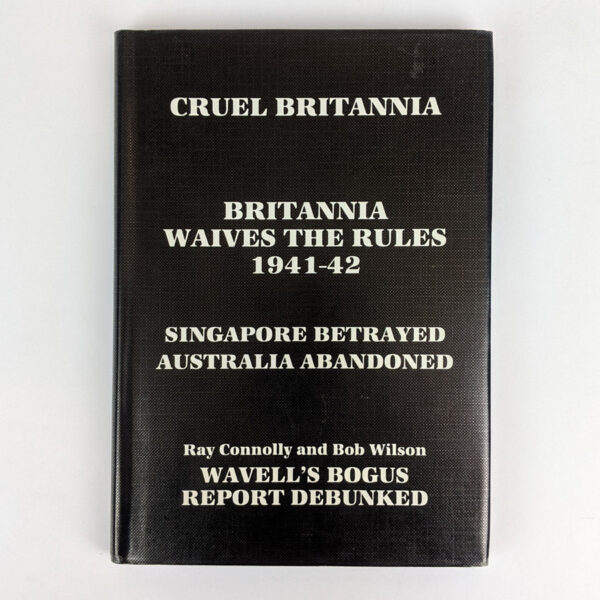 CRUEL BRITANNIA
BRITANNIA
WAIVES THE RULES
1941-42
SINGAPORE BETRAYED
AUSTRALIA ABANDONED
Ray Connolly and Bob Wilson
WAVELL'S BOGUS
REPORT DEBUNKED